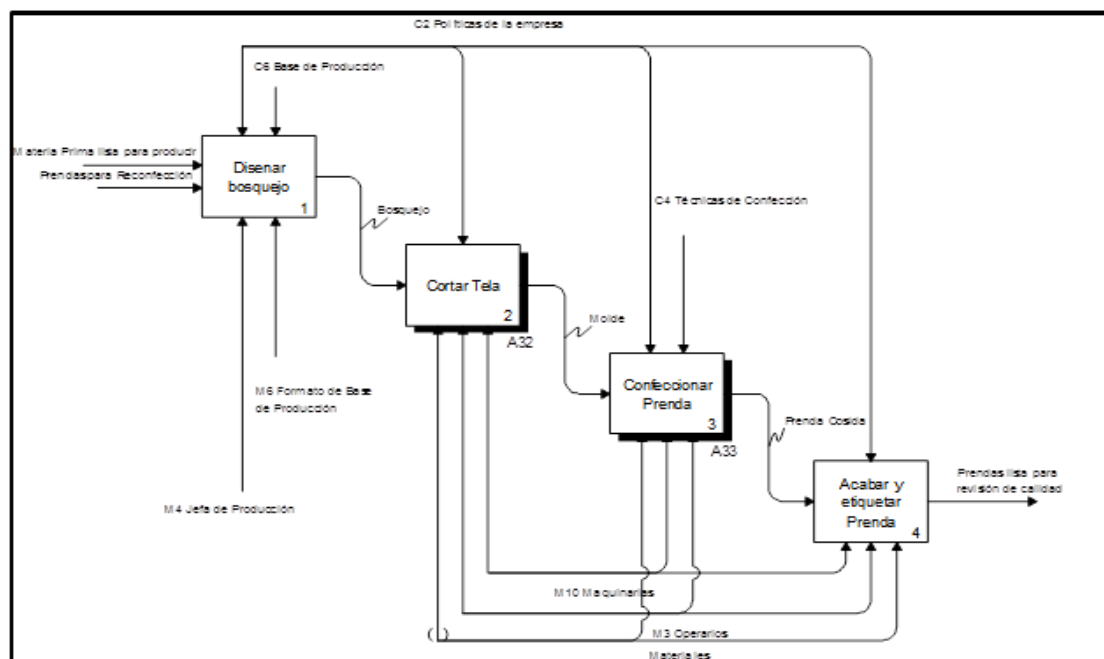 C2 Políticas de la empresa
C6 Base de Producción
Materia Prima lisa para producir
Prendas para Reconfección
Disenar
bosquejo
1
Bosquejo
C4 Técnicas de Confección
Cortar Tela
2
A32
Molde
M6 Formato de Base
de Producción
Confeccionar
Prenda
3
A33
Prenda Cosida
M4 Jefa de Producción
Acabar y
etiquetar
Prenda
4
Prendas lisa para
revisión de calidad
M10 Maquinarias
( )
M3 Operarios
Materiales